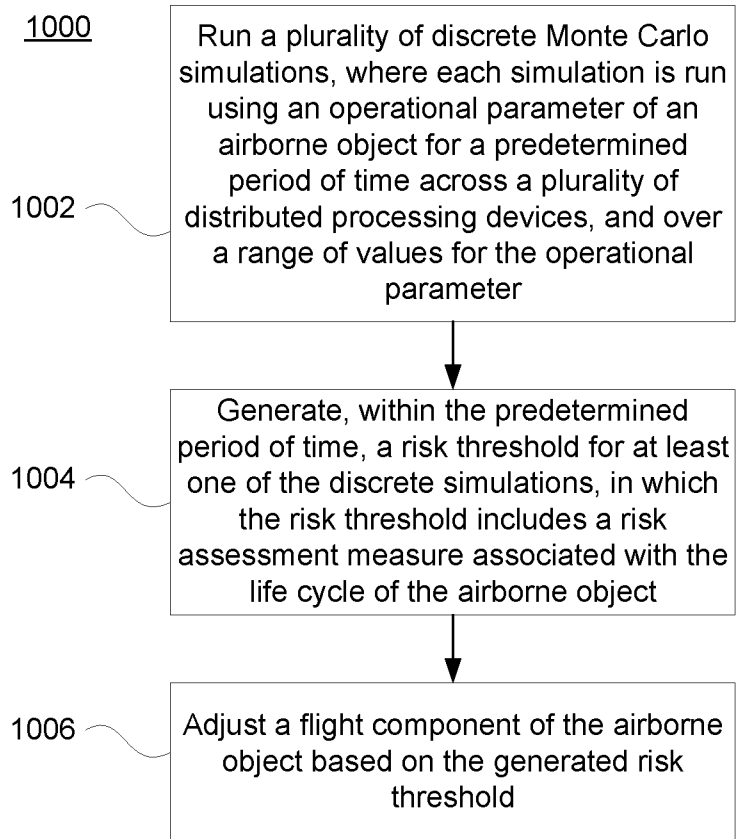 1000
Run a plurality of discrete Monte Carlo
simulations, where each simulation is run
using an operational parameter of an
airborne object for a predetermined
period of time across a plurality of
distributed processing devices, and over
a range of values for the operational
parameter
1002
Generate, within the predetermined
period of time, a risk threshold for at least
one of the discrete simulations, in which
the risk threshold includes a risk
assessment measure associated with the
life cycle of the airborne object
1004
Adjust a flight component of the airborne
object based on the generated risk
threshold
1006